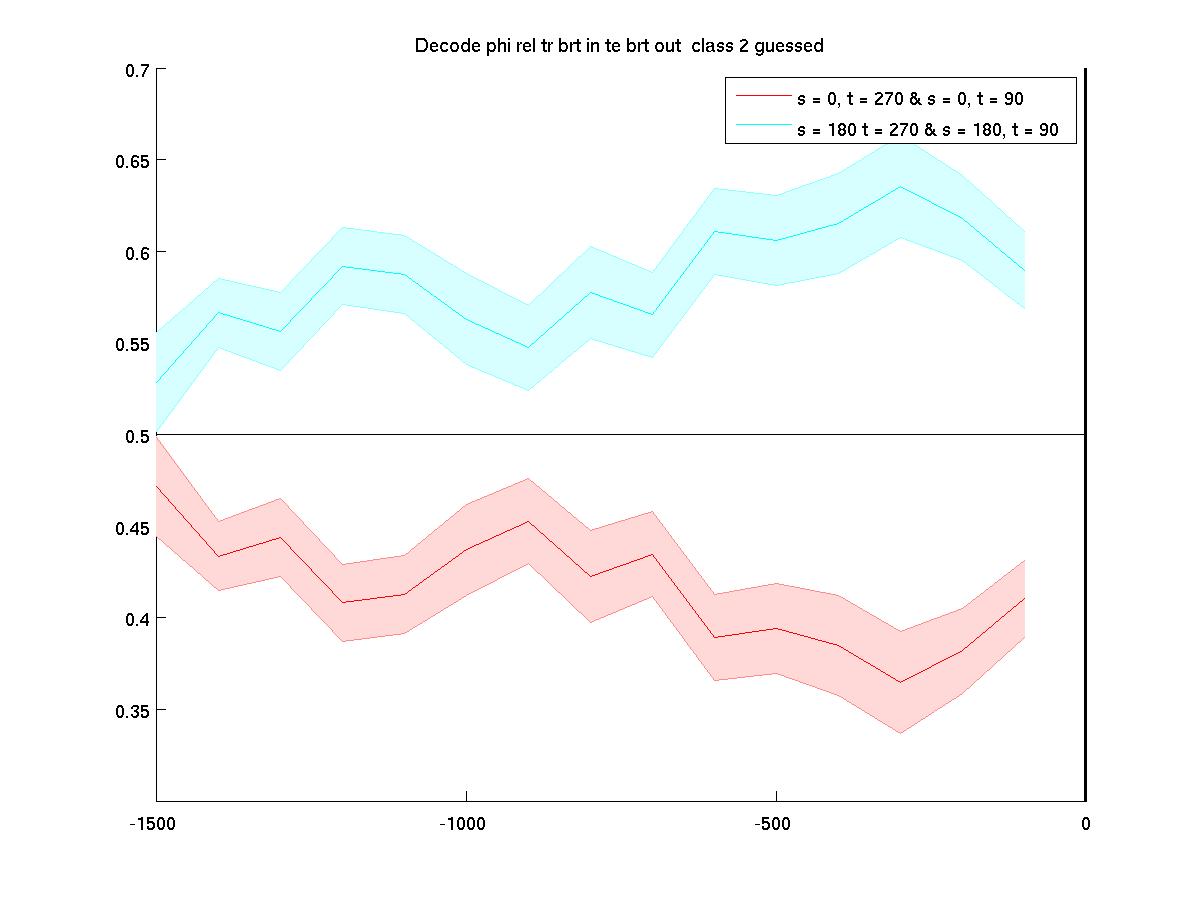 Decode phi rel tr brt in te brt out  class 2 guessed
0.7
s = 0, t = 270 & s = 0, t = 90
s = 180 t = 270 & s = 180, t = 90
0.65
0.6
0.55
0.5
0.45
0.4
0.35
-1500 -1000 -500 0